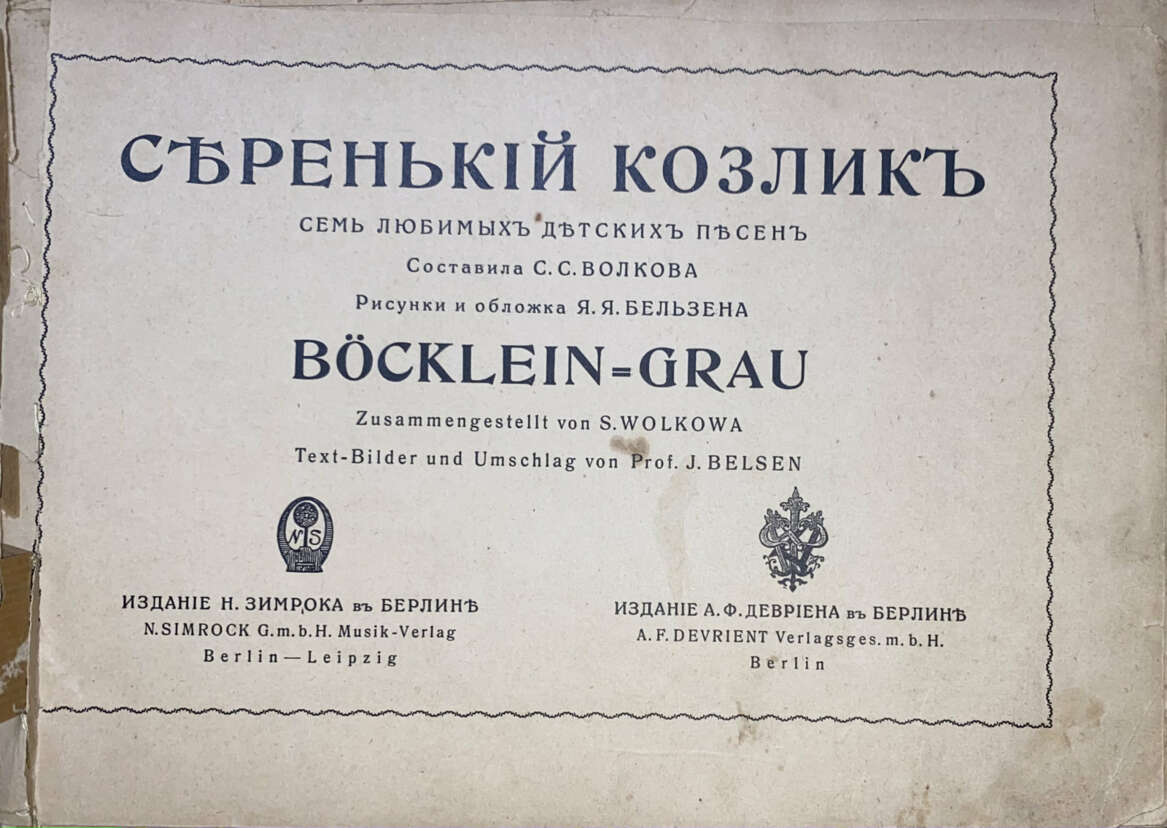 СѢРЕНЬКІЙ КОЗЛИКЪ
СЕМЬ ЛЮБИМЫХЪ ДѢТСКИХЪ ПѢСЕНЪ
Составила С. С. ВОЛКОВА
Рисунки и обложка Я. Я. БЕЛЬЗЕНА
BÖCKLEIN=GRAU
Zusammengestellt von S. WOLKOWA
Text-Bilder und Umschlag von Prof. J. BELSEN
N S
ИЗДАНІЕ Н. ЗИМРОКА въ БЕРЛИНѢ
N. SIMROCK G. m. b. H. Musik-Verlag
Berlin — Leipzig
ИЗДАНІЕ А. Ф. ДЕВРІЕНА въ БЕРЛИНѢ
A. F. DEVRIENT Verlagsges. m. b. H.
Berlin